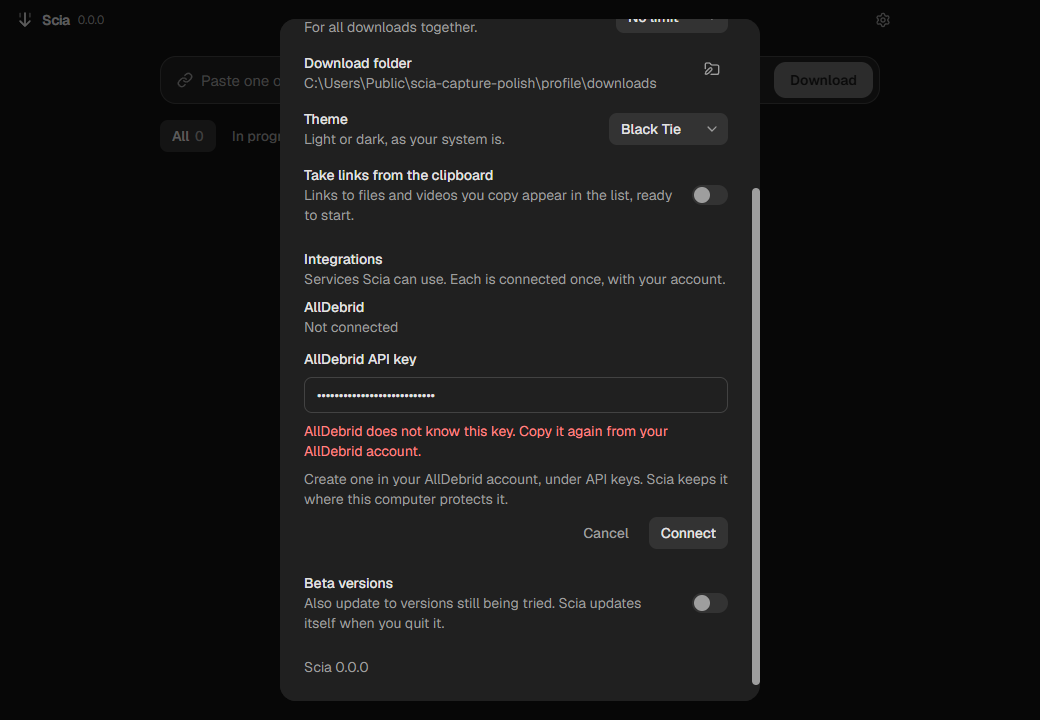 Scia 0.0.0
Paste one o
Download
All 0
In progr
For all downloads together.
No limit
Download folder
C:\Users\Public\scia-capture-polish\profile\downloads
Theme
Light or dark, as your system is.
Black Tie
Take links from the clipboard
Links to files and videos you copy appear in the list, ready
to start.
Integrations
Services Scia can use. Each is connected once, with your account.
AllDebrid
Not connected
AllDebrid API key
AllDebrid does not know this key. Copy it again from your
AllDebrid account.
Create one in your AllDebrid account, under API keys. Scia keeps it
where this computer protects it.
Cancel
Connect
Beta versions
Also update to versions still being tried. Scia updates
itself when you quit it.
Scia 0.0.0